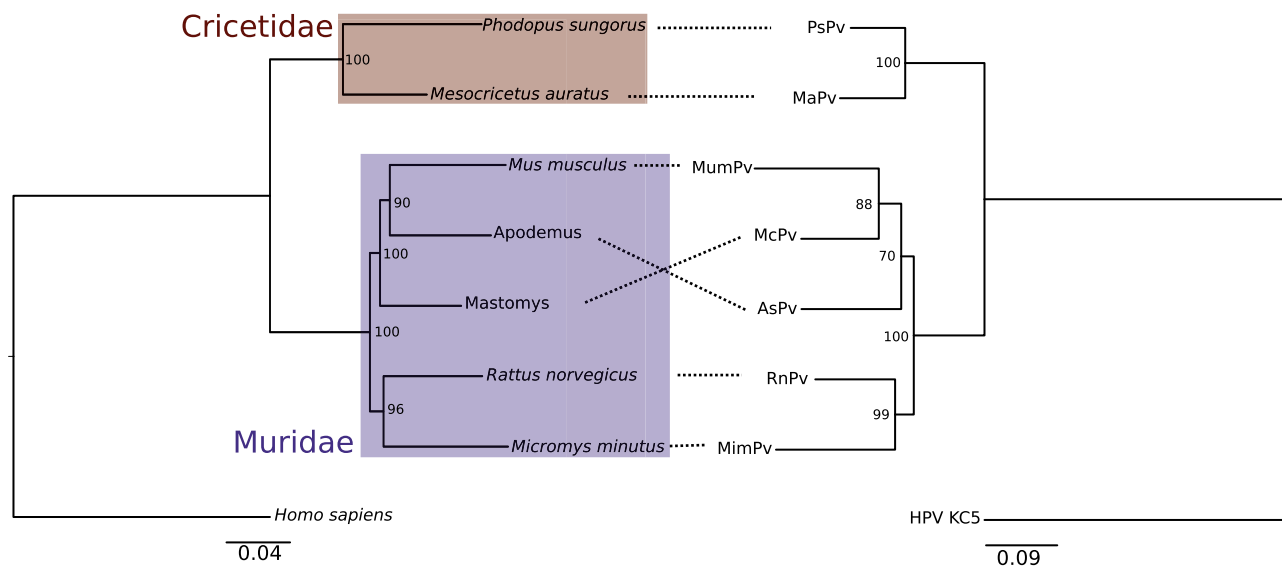 Cricetidae
Phodopus sungorus
PsPv
100
100
Mesocricetus auratus
MaPv
Mus musculus
MumPv
90
88
Apodemus
McPv
100
70
Mastomys
AsPv
100
100
Rattus norvegicus
RnPv
96
99
Muridae
Micromys minutus
MimPv
Homo sapiens
HPV KC5
0.04
0.09